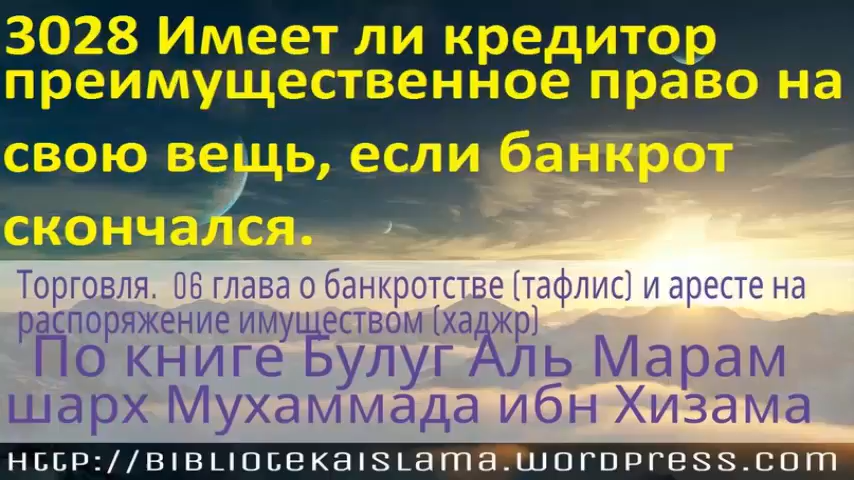 3028 Имеет ли кредитор
преимущественное право на
свою вещь, если банкрот
скончался.
Торговля. 06 глава о банкротстве (тафлис) и аресте на
распоряжение имуществом (хаджр)
По книге Булуг Аль Марам
шарх Мухаммада ибн Хизама
HTTP://BIBLIOTEKAISLAMA.WORDPRESS.COM